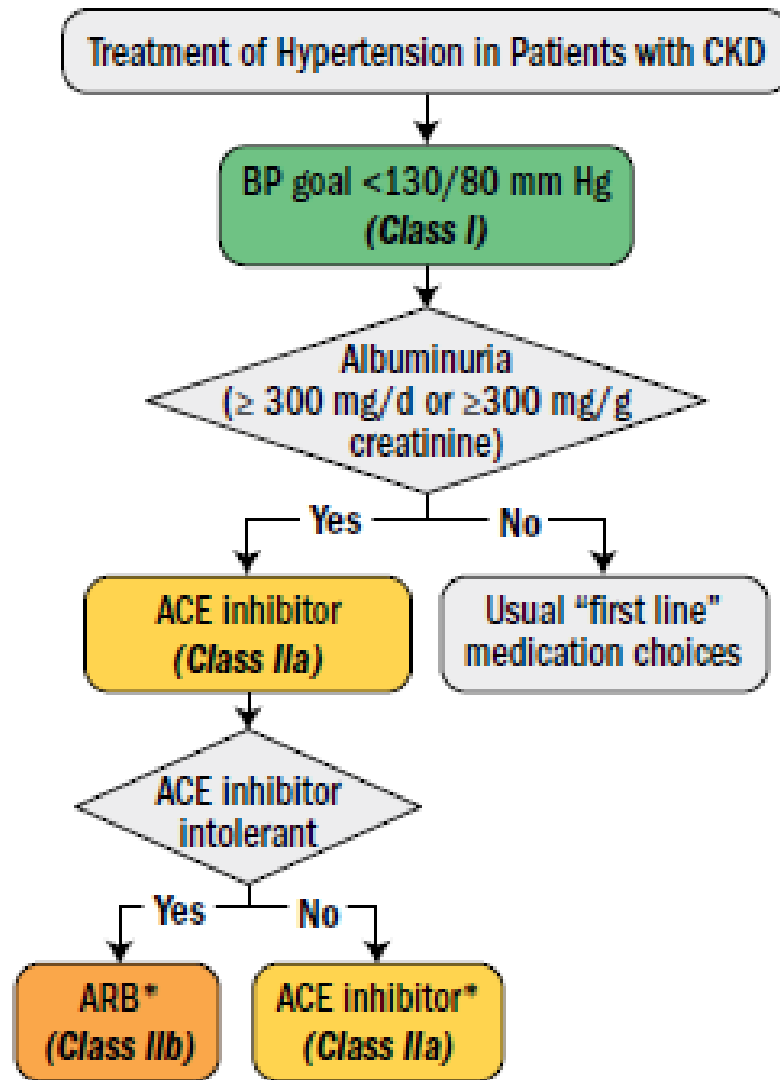 Treatment of Hypertension in Patients with CKD
BP goal <130/80 mm Hg
(Class I)
Albuminuria
(≥ 300 mg/d or ≥300 mg/g
creatinine)
Yes
No
ACE inhibitor
(Class IIa)
Usual “first line”
medication choices
ACE inhibitor
intolerant
Yes
No
ARB*
(Class IIb)
ACE inhibitor*
(Class IIa)